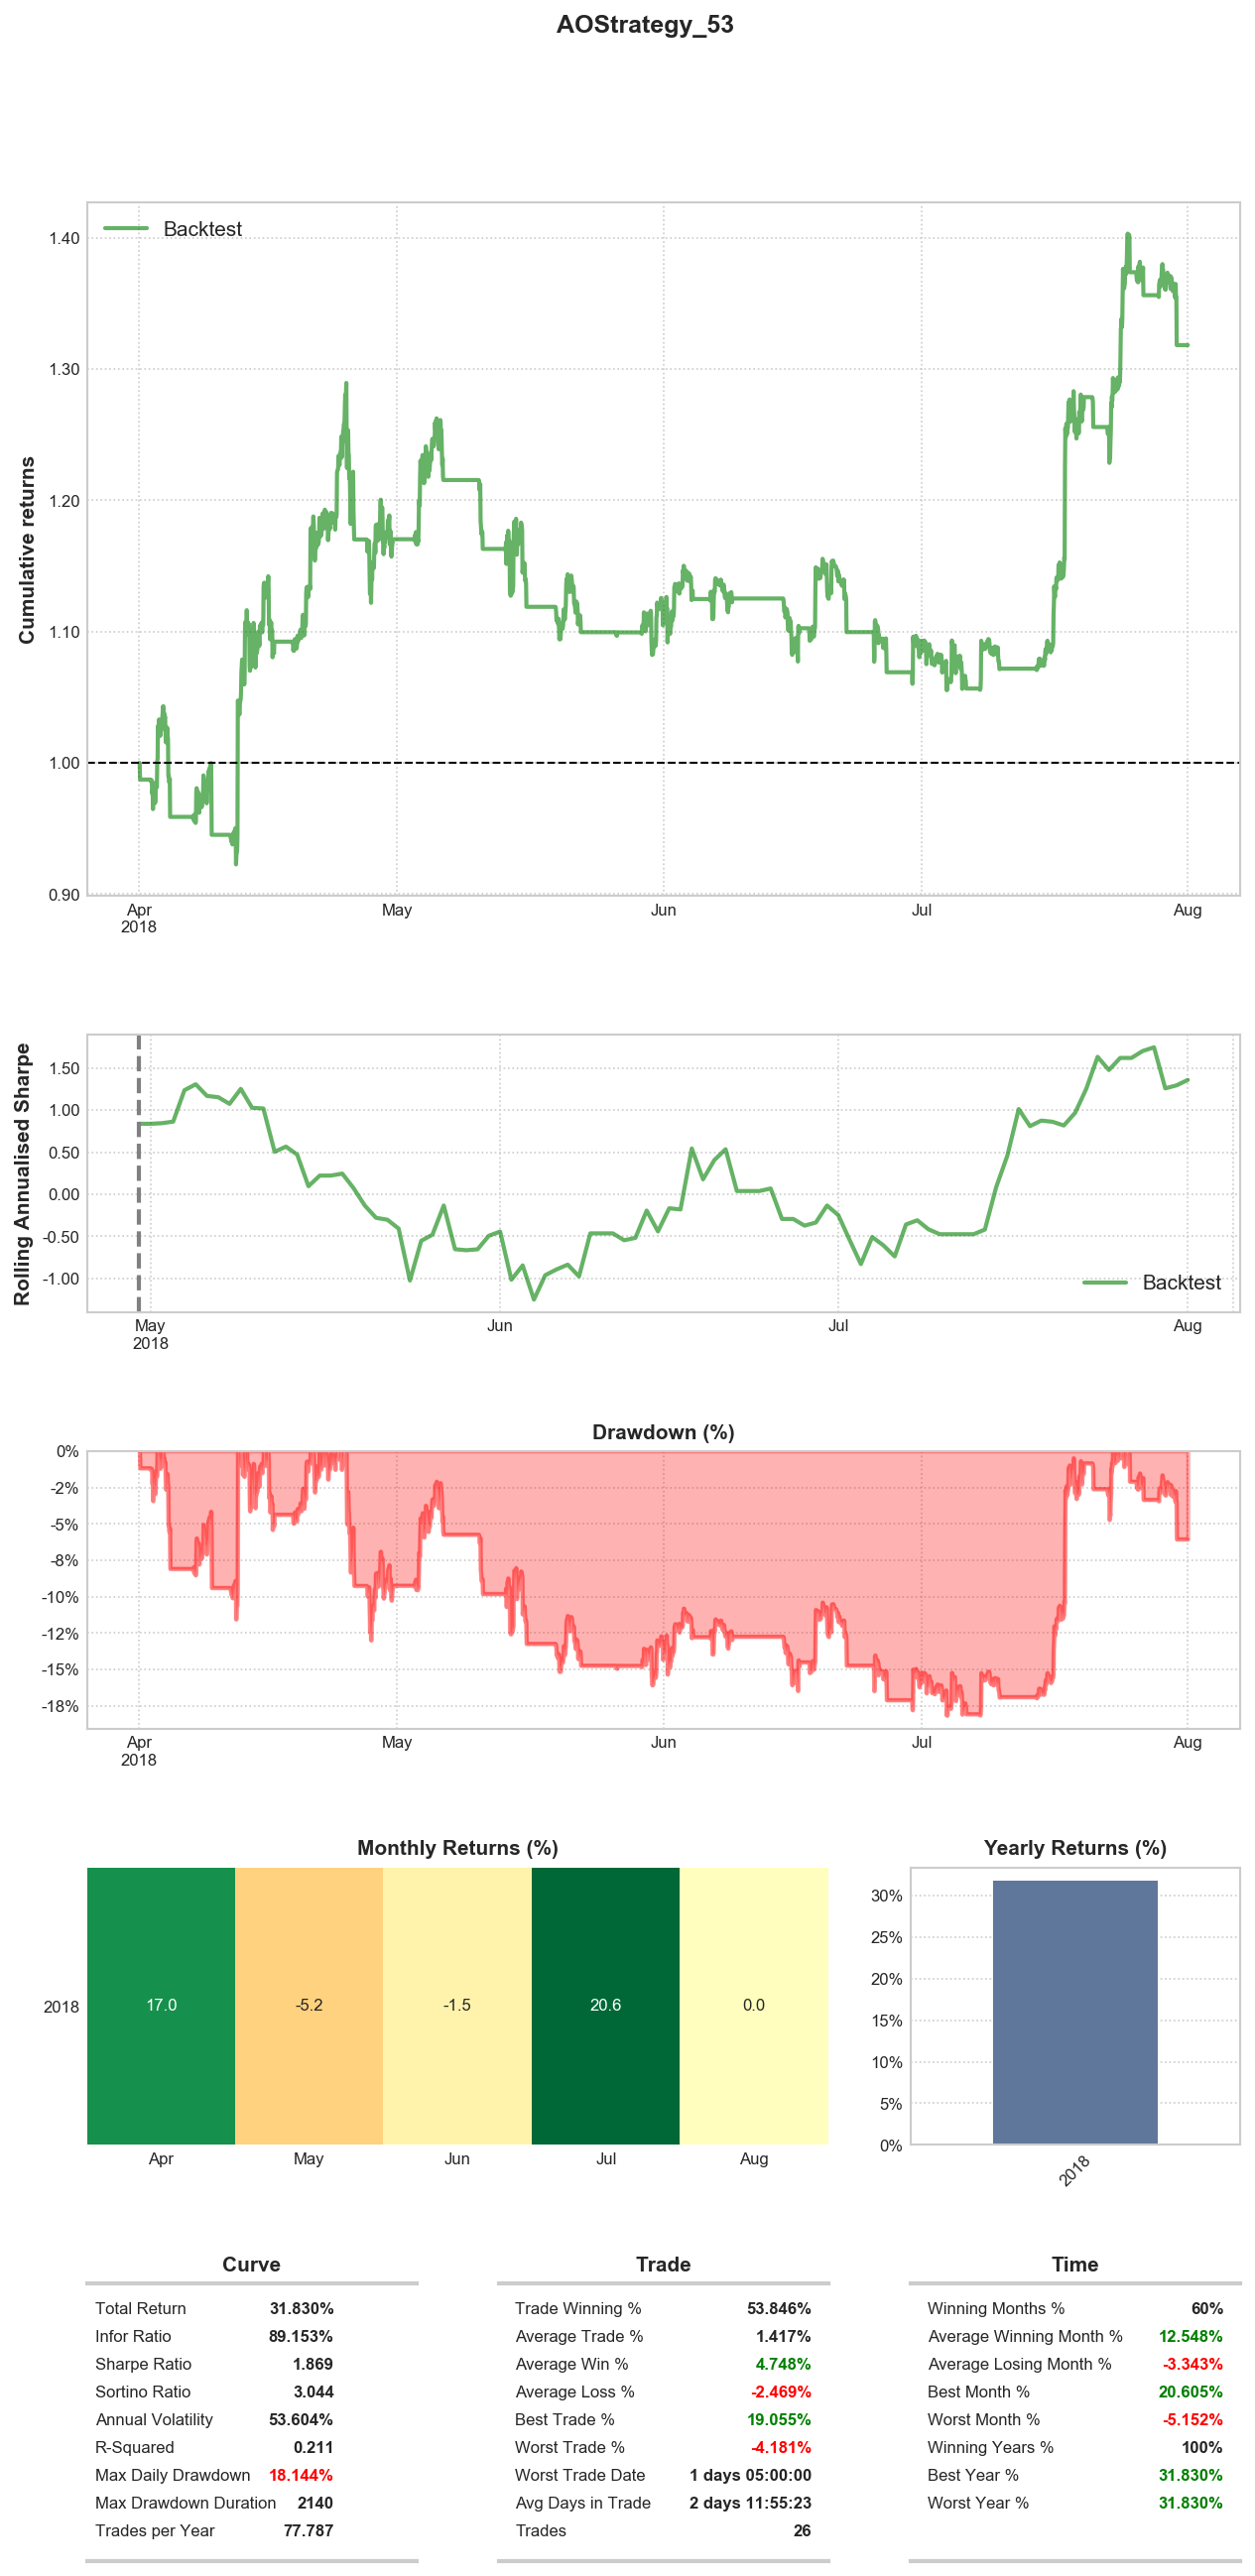 AOStrategy_53
Backtest
Cumulative returns
1.40
1.30
1.20
1.10
1.00
0.90
Apr
2018
May
Jun
Jul
Aug
Rolling Annualised Sharpe
1.50
1.00
0.50
0.00
-0.50
-1.00
Backtest
May
2018
Jun
Jul
Aug
Drawdown (%)
0%
-2%
-5%
-8%
-10%
-12%
-15%
-18%
Apr
2018
May
Jun
Jul
Aug
Monthly Returns (%)
2018
17.0 -5.2 -1.5 20.6 0.0
Apr May Jun Jul Aug
Yearly Returns (%)
30%
25%
20%
15%
10%
5%
0%
2018
Curve
Total Return 31.830%
Infor Ratio 89.153%
Sharpe Ratio 1.869
Sortino Ratio 3.044
Annual Volatility 53.604%
R-Squared 0.211
Max Daily Drawdown 18.144%
Max Drawdown Duration 2140
Trades per Year 77.787
Trade
Trade Winning % 53.846%
Average Trade % 1.417%
Average Win % 4.748%
Average Loss % -2.469%
Best Trade % 19.055%
Worst Trade % -4.181%
Worst Trade Date 1 days 05:00:00
Avg Days in Trade 2 days 11:55:23
Trades 26
Time
Winning Months % 60%
Average Winning Month % 12.548%
Average Losing Month % -3.343%
Best Month % 20.605%
Worst Month % -5.152%
Winning Years % 100%
Best Year % 31.830%
Worst Year % 31.830%